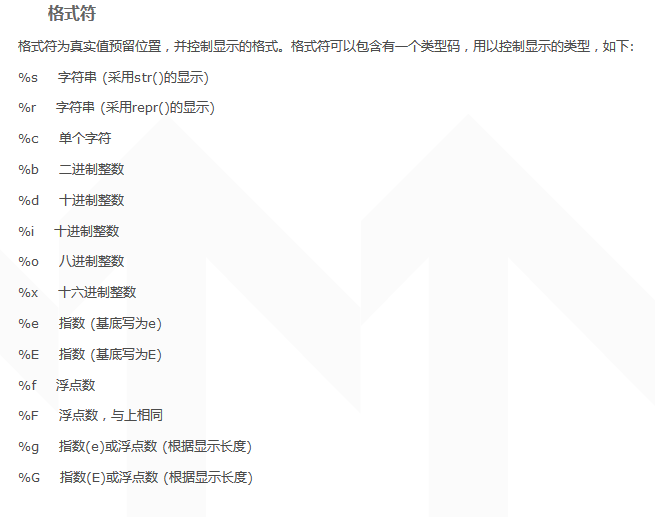 格式符
格式符为真实值预留位置，并控制显示的格式。格式符可以包含有一个类型码，用以控制显示的类型，如下：
%s 字符串 (采用str()的显示)
%r 字符串 (采用repr()的显示)
%c 单个字符
%b 二进制整数
%d 十进制整数
%i 十进制整数
%o 八进制整数
%x 十六进制整数
%e 指数 (基底写为e)
%E 指数 (基底写为E)
%f 浮点数
%F 浮点数，与上相同
%g 指数(e)或浮点数 (根据显示长度)
%G 指数(E)或浮点数 (根据显示长度)